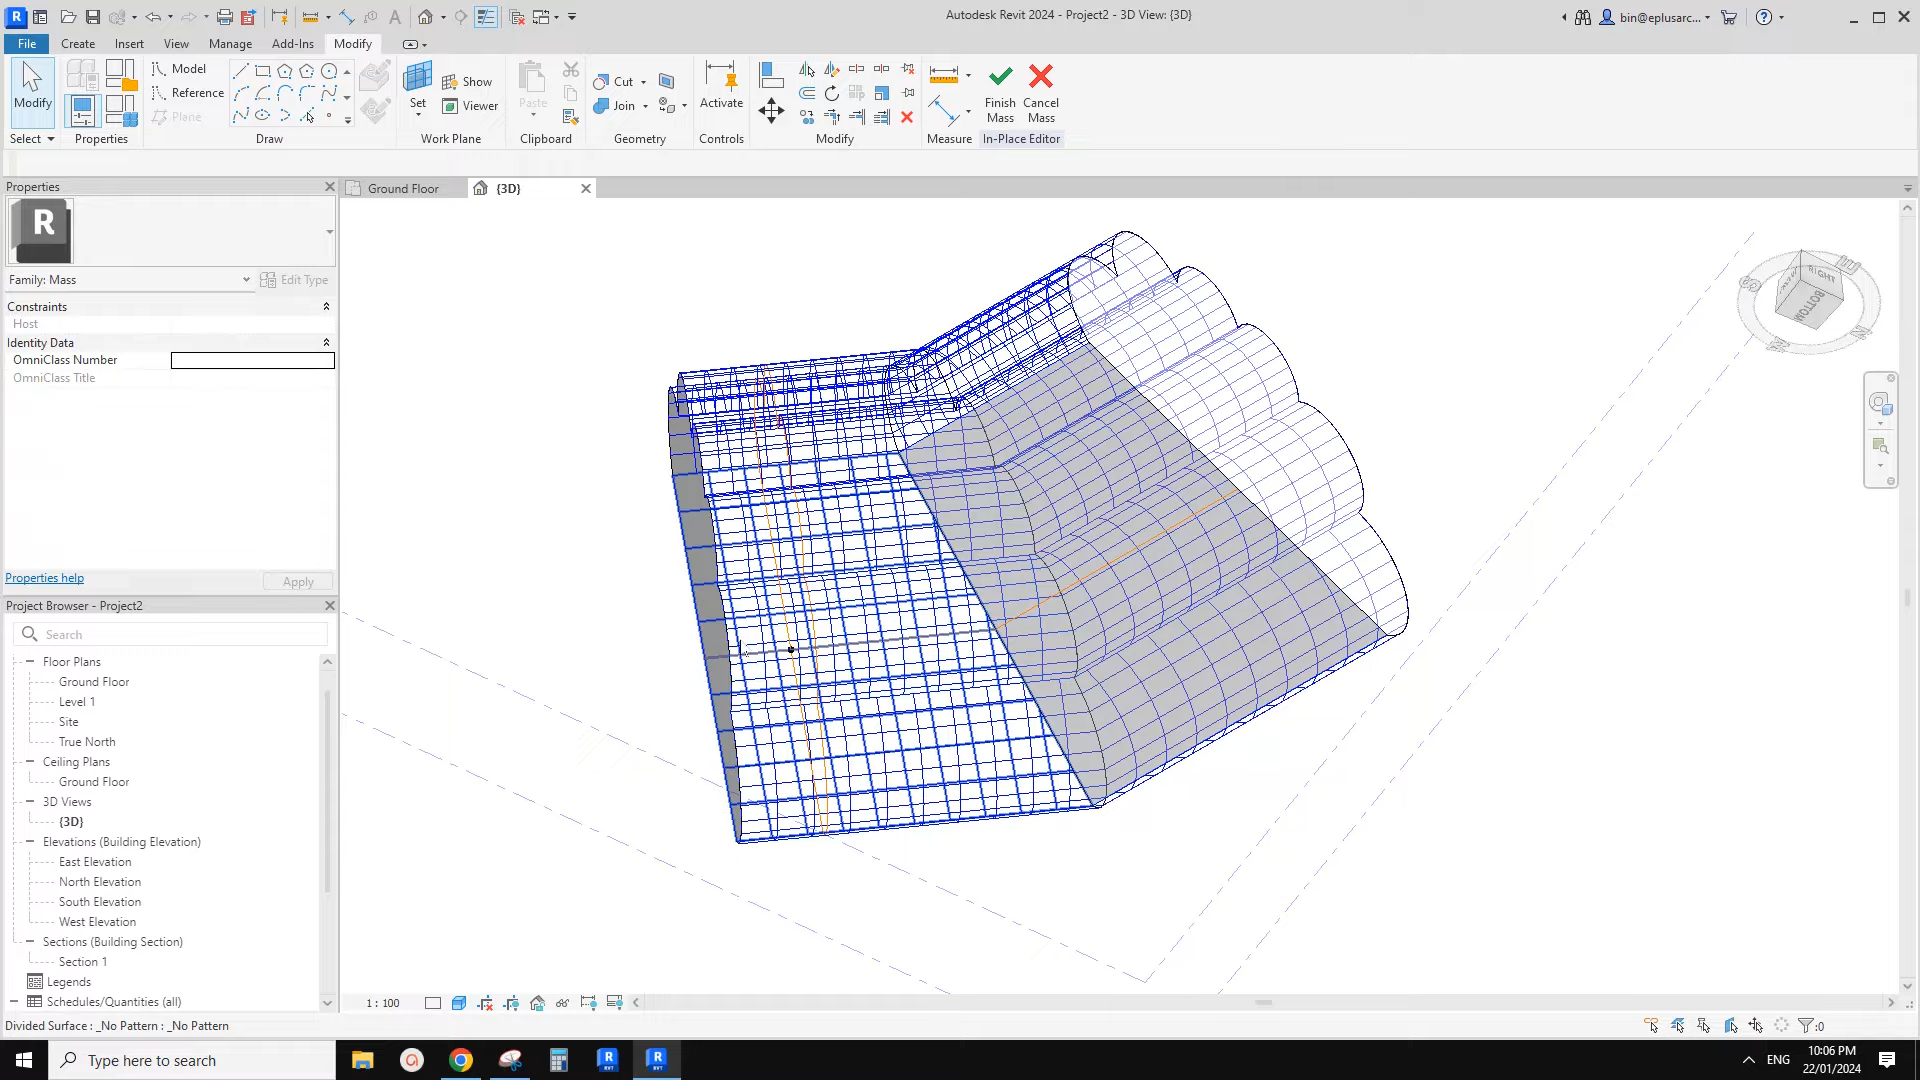 Autodesk Revit 2024 - Project2 - 3D View: {3D}
bin@eplusarc...
File Create Insert View Manage Add-Ins Modify
Modify
Model
Reference
Plane
Set
Show
Viewer
Paste
Cut
Join
Activate
Finish Mass
Cancel Mass
Select Properties Draw Work Plane Clipboard Geometry Controls Modify Measure In-Place Editor
Properties
R
Family: Mass
Edit Type
Constraints
Host
Identity Data
OmniClass Number
OmniClass Title
Properties help
Apply
Ground Floor
{3D}
RIGHT
BOTTOM
S
E
N
Project Browser - Project2
Search
Floor Plans
Ground Floor
Level 1
Site
True North
Ceiling Plans
Ground Floor
3D Views
{3D}
Elevations (Building Elevation)
East Elevation
North Elevation
South Elevation
West Elevation
Sections (Building Section)
Section 1
Legends
Schedules/Quantities (all)
1 : 100
Divided Surface : _No Pattern : _No Pattern
:0
Type here to search
ENG
10:06 PM
22/01/2024